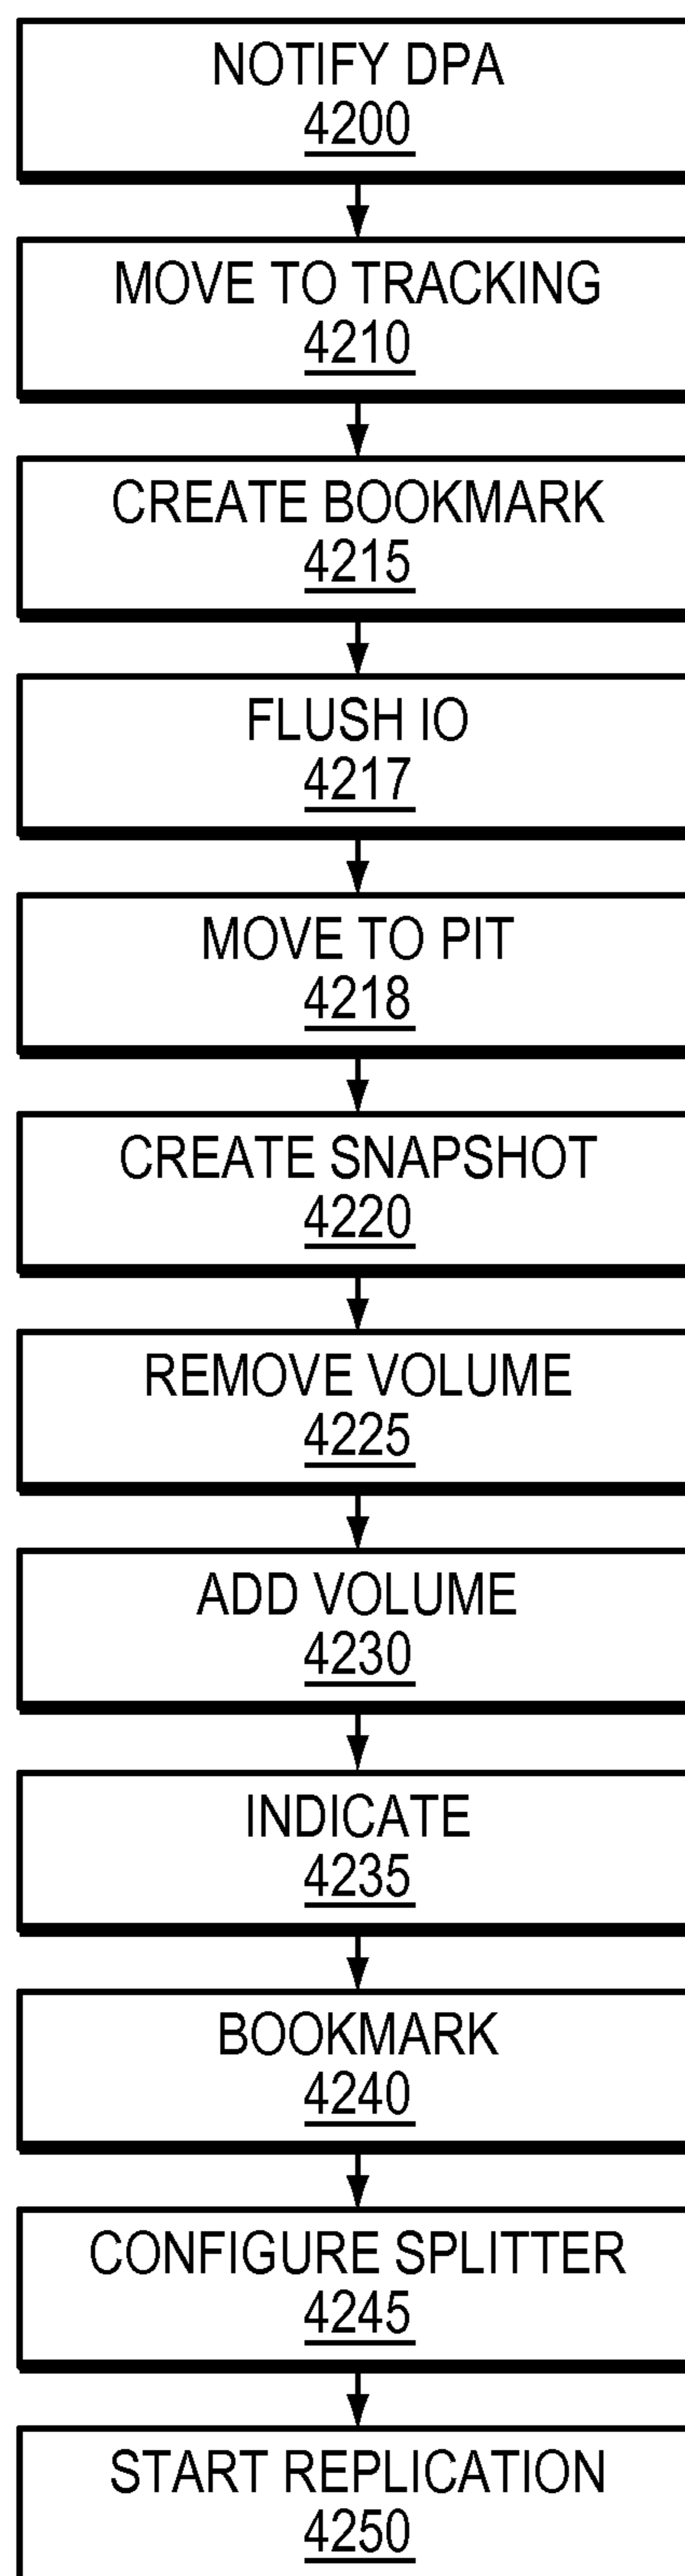 NOTIFY DPA
4200
MOVE TO TRACKING
4210
CREATE BOOKMARK
4215
FLUSH IO
4217
MOVE TO PIT
4218
CREATE SNAPSHOT
4220
REMOVE VOLUME
4225
ADD VOLUME
4230
INDICATE
4235
BOOKMARK
4240
CONFIGURE SPLITTER
4245
START REPLICATION
4250